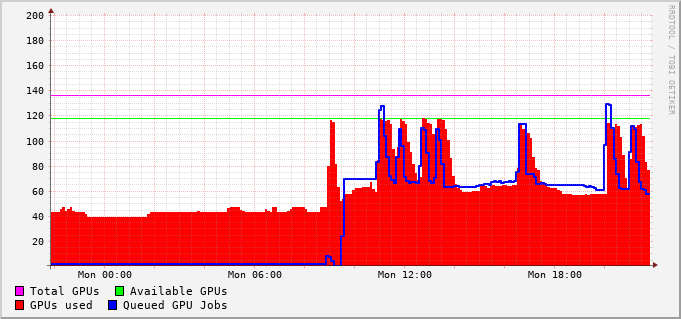 200
180
160
140
120
100
80
60
40
20
Mon 00:00 Mon 06:00 Mon 12:00 Mon 18:00
Total GPUs Available GPUs
GPUs used Queued GPU Jobs
RRDTOOL / TOBI OETIKER